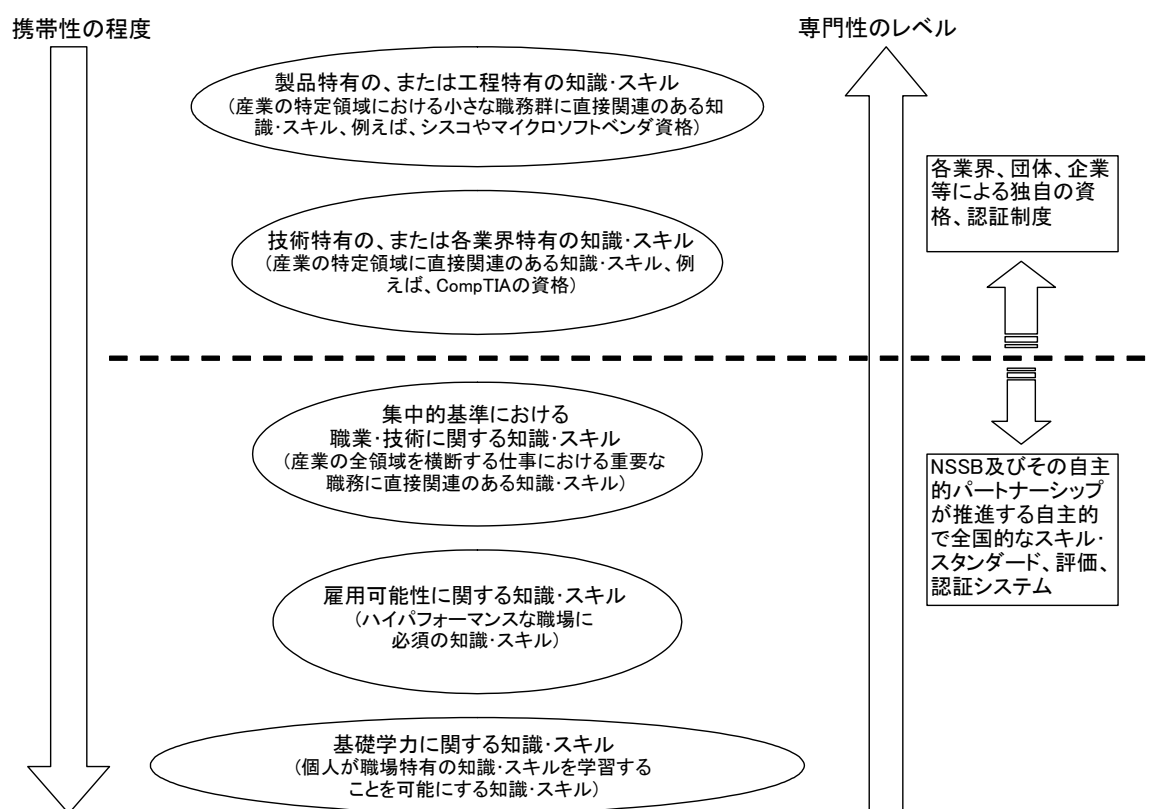 携帯性の程度
専門性のレベル
製品特有の、または工程特有の知識・スキル
（産業の特定領域における小さな職務群に直接関連のある知
識・スキル、例えば、シスコやマイクロソフトベンダ資格）
各業界、団体、企業
等による独自の資
格、認証制度
技術特有の、または各業界特有の知識・スキル
（産業の特定領域に直接関連のある知識・スキル、例
えば、CompTIAの資格）
集中的基準における
職業・技術に関する知識・スキル
（産業の全領域を横断する仕事における重要な
職務に直接関連のある知識・スキル）
NSSB及びその自主
的パートナーシップ
が推進する自主的
で全国的なスキル・
スタンダード、評価、
認証システム
雇用可能性に関する知識・スキル
（ハイパフォーマンスな職場に
必須の知識・スキル）
基礎学力に関する知識・スキル
（個人が職場特有の知識・スキルを学習する
ことを可能にする知識・スキル）